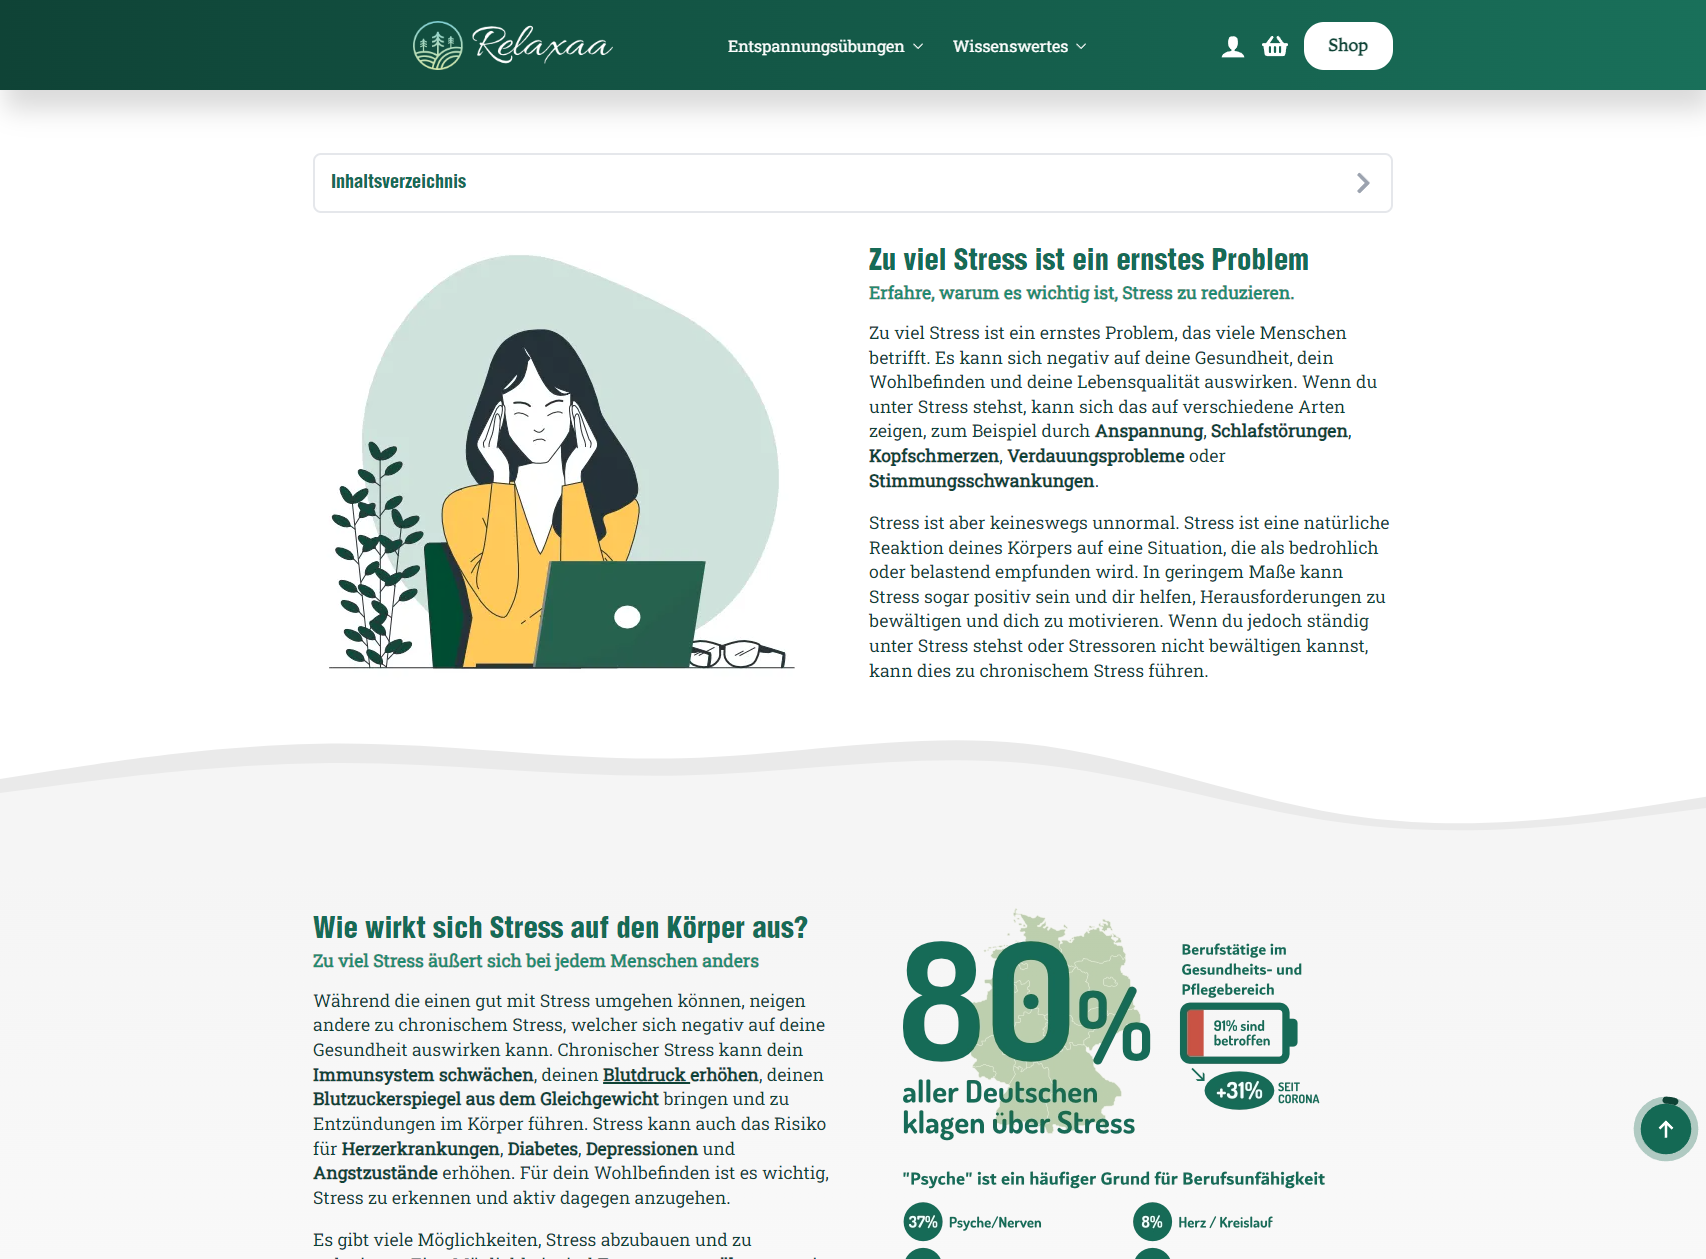 Relaxaa
Entspannungsübungen
Wissenswertes
Shop
Inhaltsverzeichnis
Zu viel Stress ist ein ernstes Problem
Erfahre, warum es wichtig ist, Stress zu reduzieren.
Zu viel Stress ist ein ernstes Problem, das viele Menschen
betrifft. Es kann sich negativ auf deine Gesundheit, dein
Wohlbefinden und deine Lebensqualität auswirken. Wenn du
unter Stress stehst, kann sich das auf verschiedene Arten
zeigen, zum Beispiel durch Anspannung, Schlafstörungen,
Kopfschmerzen, Verdauungsprobleme oder
Stimmungsschwankungen.
Stress ist aber keineswegs unnormal. Stress ist eine natürliche
Reaktion deines Körpers auf eine Situation, die als bedrohlich
oder belastend empfunden wird. In geringem Maße kann
Stress sogar positiv sein und dir helfen, Herausforderungen zu
bewältigen und dich zu motivieren. Wenn du jedoch ständig
unter Stress stehst oder Stressoren nicht bewältigen kannst,
kann dies zu chronischem Stress führen.
Wie wirkt sich Stress auf den Körper aus?
Zu viel Stress äußert sich bei jedem Menschen anders
Während die einen gut mit Stress umgehen können, neigen
andere zu chronischem Stress, welcher sich negativ auf deine
Gesundheit auswirken kann. Chronischer Stress kann dein
Immunsystem schwächen, deinen Blutdruck erhöhen, deinen
Blutzuckerspiegel aus dem Gleichgewicht bringen und zu
Entzündungen im Körper führen. Stress kann auch das Risiko
für Herzerkrankungen, Diabetes, Depressionen und
Angstzustände erhöhen. Für dein Wohlbefinden ist es wichtig,
Stress zu erkennen und aktiv dagegen anzugehen.
Es gibt viele Möglichkeiten, Stress abzubauen und zu
80%
aller Deutschen
klagen über Stress
Berufstätige im
Gesundheits- und
Pflegebereich
91% sind
betroffen
+31%
SEIT
CORONA
"Psyche" ist ein häufiger Grund für Berufsunfähigkeit
37% Psyche/Nerven
8% Herz / Kreislauf